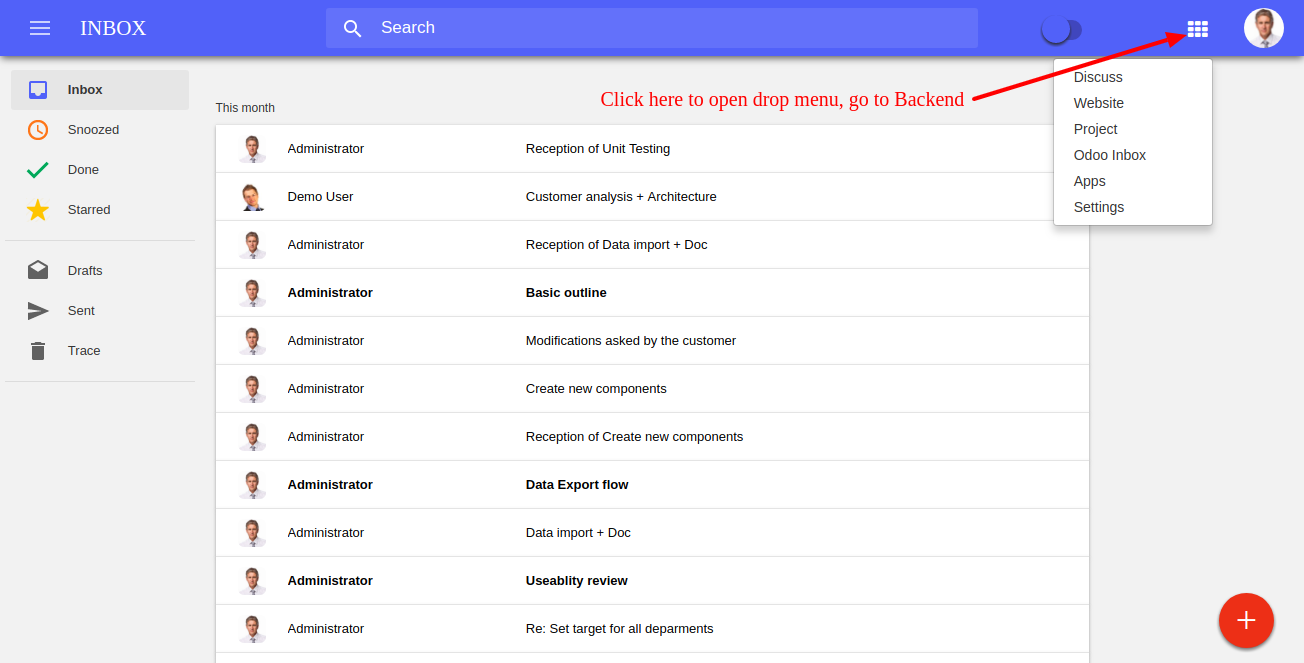 INBOX
Search
Inbox
Snoozed
Done
Starred
Drafts
Sent
Trace
Click here to open drop menu, go to Backend
Discuss
Website
Project
Odoo Inbox
Apps
Settings
This month
Administrator Reception of Unit Testing
Demo User Customer analysis + Architecture
Administrator Reception of Data import + Doc
Administrator Basic outline
Administrator Modifications asked by the customer
Administrator Create new components
Administrator Reception of Create new components
Administrator Data Export flow
Administrator Data import + Doc
Administrator Useablity review
Administrator Re: Set target for all deparments